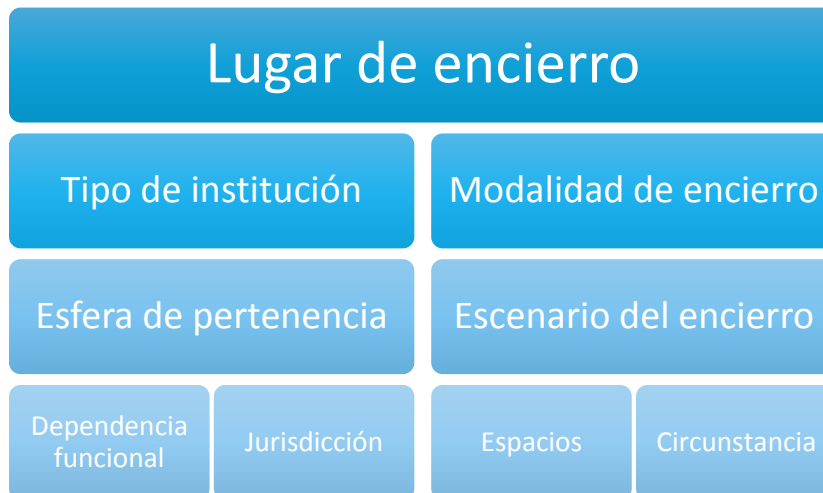 Lugar de encierro
Tipo de institución
Modalidad de encierro
Esfera de pertenencia
Escenario del encierro
Dependencia
funcional
Jurisdicción
Espacios
Circunstancia